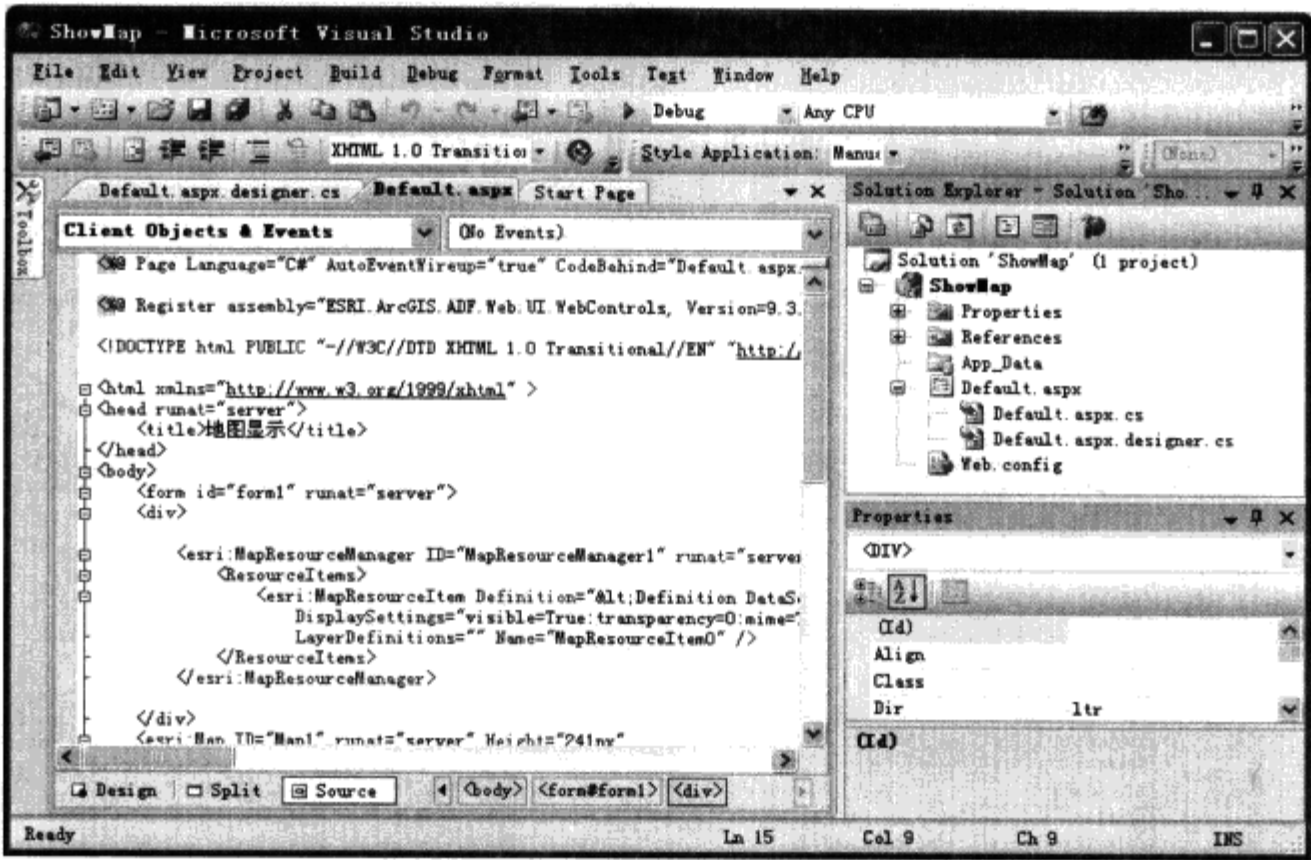 ShowMap - Microsoft Visual Studio
File Edit View Project Build Debug Format Tools Test Window Help
Debug Any CPU
XHTML 1.0 Transitio Style Application: Manua (None)
Toolbox
Default.aspx.designer.cs Default.aspx Start Page
Client Objects & Events (No Events)
<%@ Page Language="C#" AutoEventWireup="true" CodeBehind="Default.aspx.
<%@ Register assembly="ESRI.ArcGIS.ADF.Web.UI.WebControls, Version=9.3.
<!DOCTYPE html PUBLIC "-//W3C//DTD XHTML 1.0 Transitional//EN" "http:/
<html xmlns="http://www.w3.org/1999/xhtml" >
<head runat="server">
<title>地图显示</title>
</head>
<body>
<form id="form1" runat="server">
<div>
<esri:MapResourceManager ID="MapResourceManager1" runat="server
<ResourceItems>
<esri:MapResourceItem Definition="&lt;Definition DataS
DisplaySettings="visible=True:transparency=0:mime=
LayerDefinitions="" Name="MapResourceItem0" />
</ResourceItems>
</esri:MapResourceManager>
</div>
<esri:Map ID="Map1" runat="server" Height="241px"
Design Split Source <body> <form#form1> <div>
Solution Explorer - Solution 'Sho...
Solution 'ShowMap' (1 project)
ShowMap
Properties
References
App_Data
Default.aspx
Default.aspx.cs
Default.aspx.designer.cs
Web.config
Properties
<DIV>
(Id)
Align
Class
Dir ltr
(Id)
Ready Ln 15 Col 9 Ch 9 INS